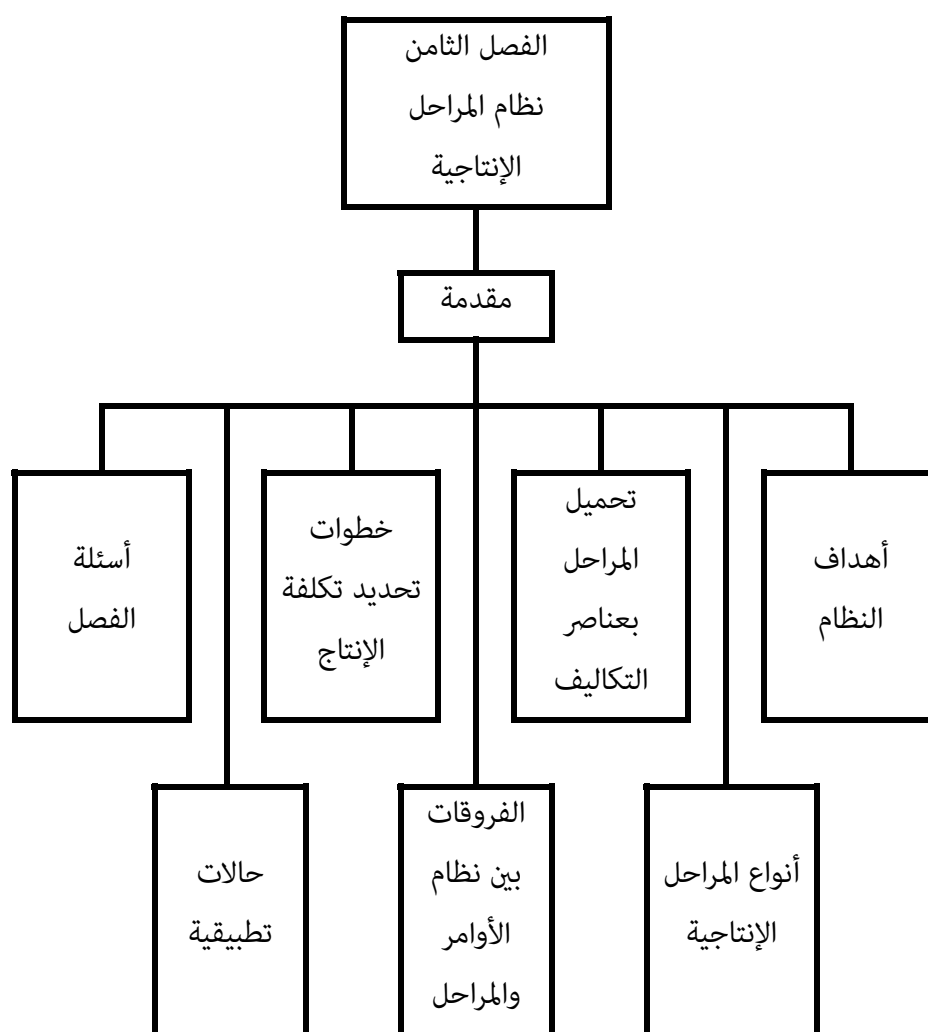 الفصل الثامن
نظام المراحل
الإنتاجية
مقدمة
أهداف
النظام
تحميل
المراحل
بعناصر
التكاليف
خطوات
تحديد تكلفة
الإنتاج
أسئلة
الفصل
أنواع المراحل
الإنتاجية
الفروقات
بين نظام
الأوامر
والمراحل
حالات
تطبيقية